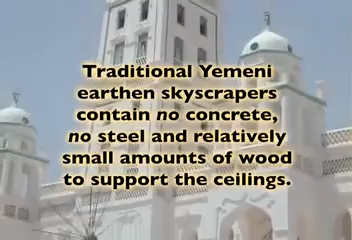 Traditional Yemeni
earthen skyscrapers
contain no concrete,
no steel and relatively
small amounts of wood
to support the ceilings.